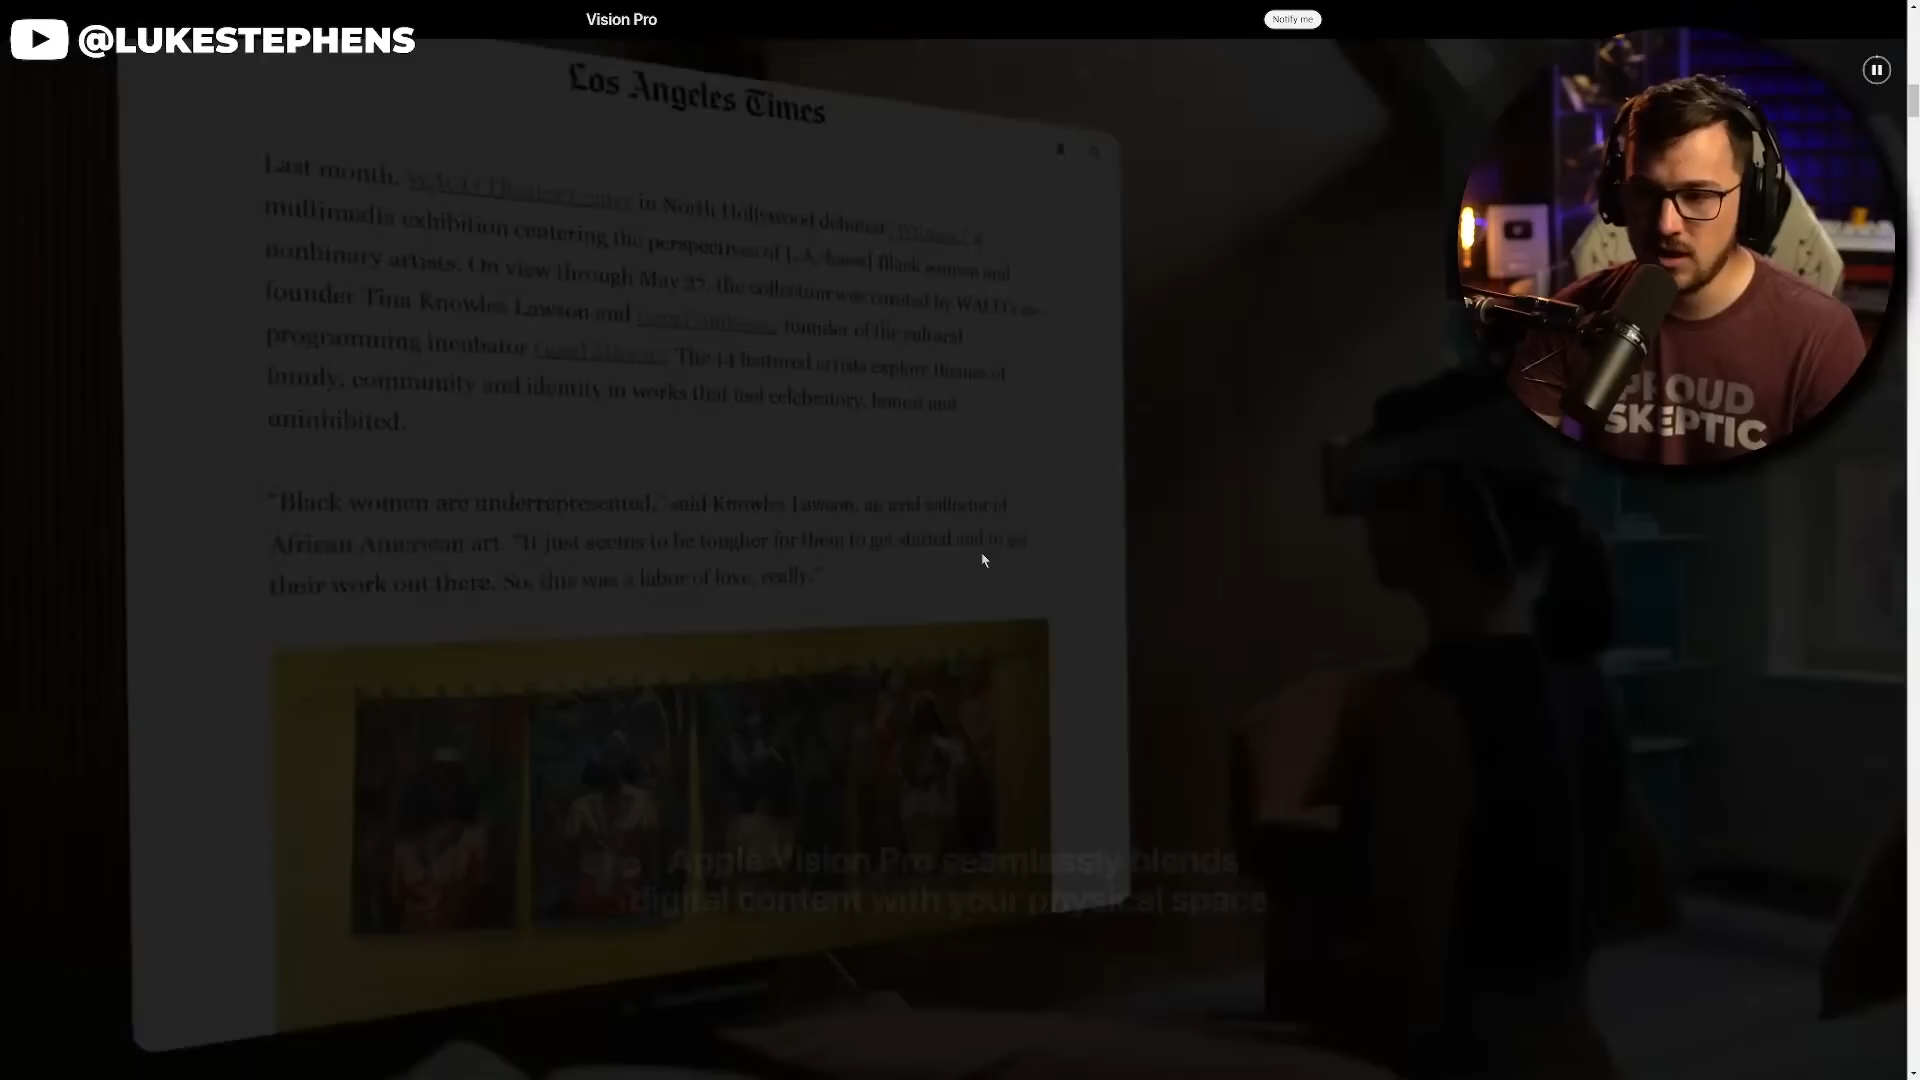 Vision Pro
Notify me
@LUKESTEPHENS
Los Angeles Times
Last month, WACO Theater Center in North Hollywood debuted
multimedia exhibition centering the perspectives of L.A.-based Black women and
nonbinary artists. On view through May 27, the collection was curated by WACO's co-
founder Tina Knowles Lawson and founder of the cultural
programming incubator The 14 featured artists explore themes of
family, community and identity in works that feel celebratory, honest and
uninhibited.
"Black women are underrepresented," said Knowles Lawson, an avid collector of
African American art. "It just seems to be tougher for them to get started and to get
their work out there. So, this was a labor of love, really."
Apple Vision Pro seamlessly blends
digital content with your physical space.
PROUD
SKEPTIC